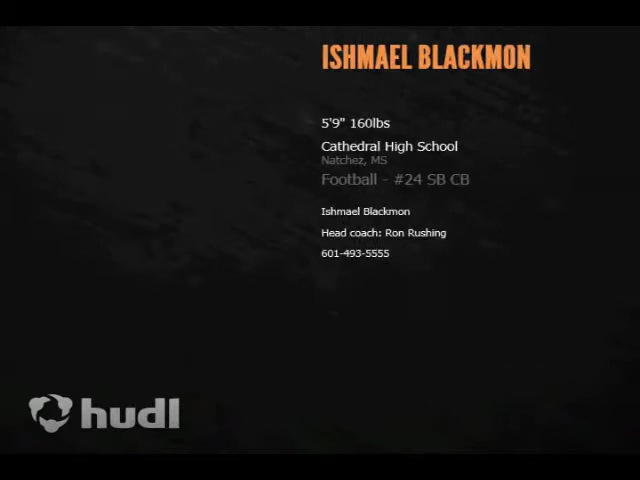 ISHMAEL BLACKMON
5'9" 160lbs
Cathedral High School
Natchez, MS
Football - #24 SB CB
Ishmael Blackmon
Head coach: Ron Rushing
601-493-5555
hudl